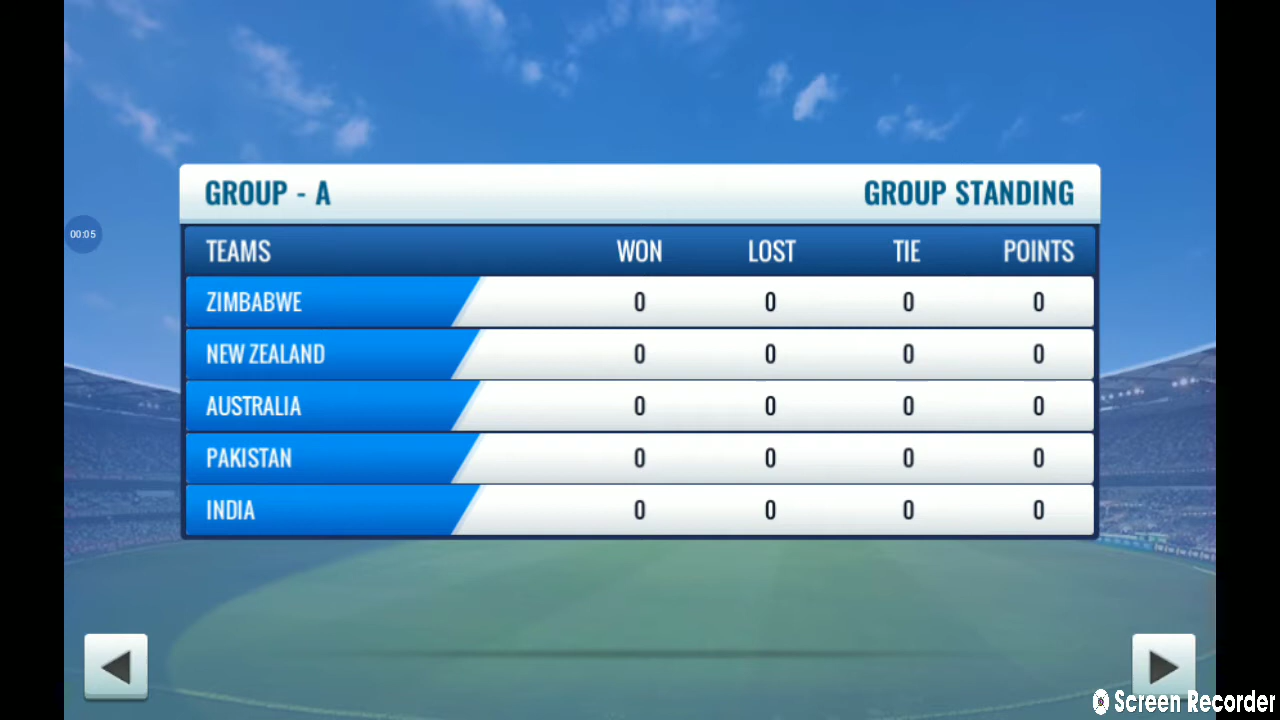 GROUP - A GROUP STANDING
00:05
TEAMS WON LOST TIE POINTS
ZIMBABWE 0 0 0 0
NEW ZEALAND 0 0 0 0
AUSTRALIA 0 0 0 0
PAKISTAN 0 0 0 0
INDIA 0 0 0 0
Screen Recorder